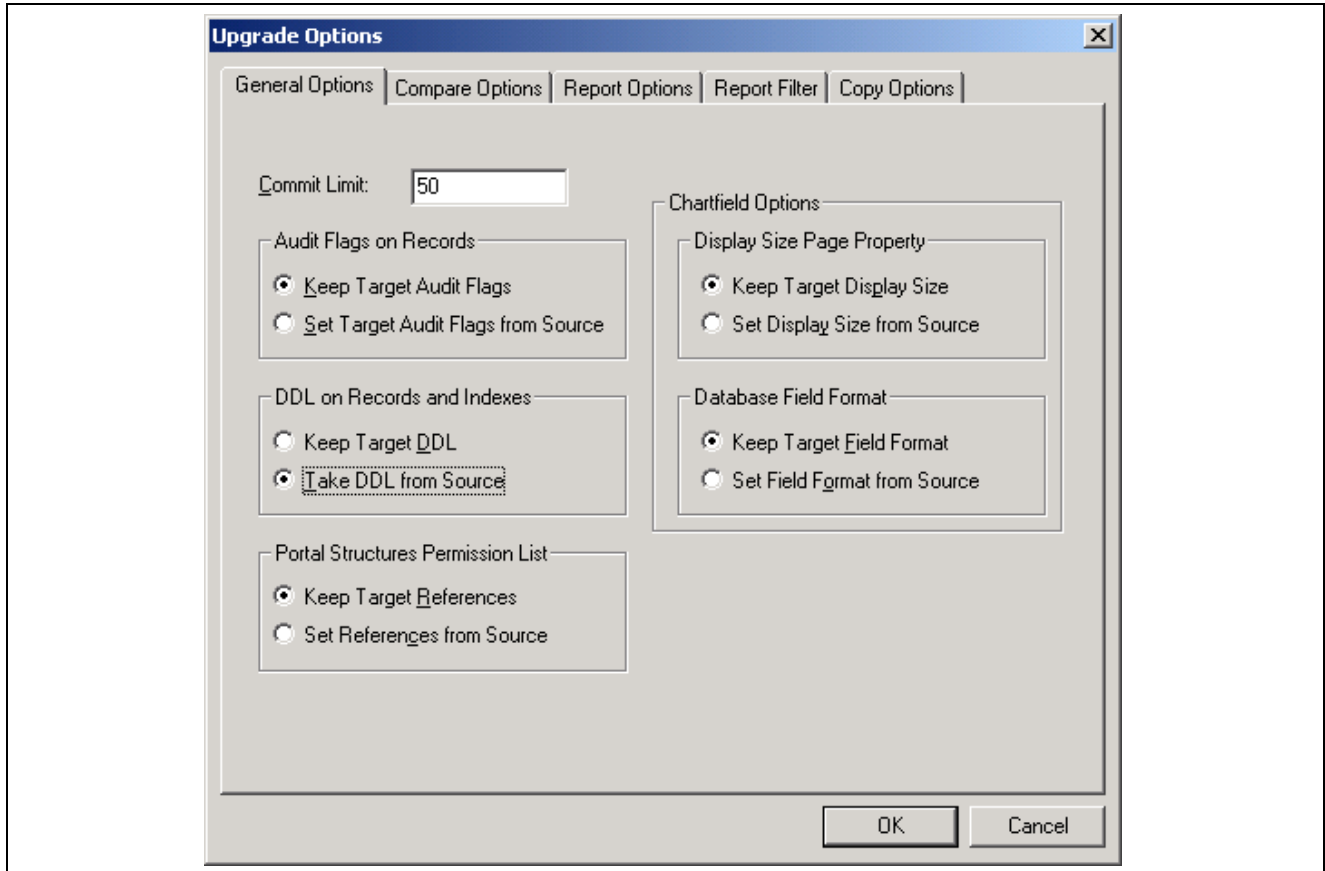 Upgrade Options
General Options Compare Options Report Options Report Filter Copy Options
Commit Limit: 50
Audit Flags on Records
Keep Target Audit Flags
Set Target Audit Flags from Source
DDL on Records and Indexes
Keep Target DDL
Take DDL from Source
Portal Structures Permission List
Keep Target References
Set References from Source
Chartfield Options
Display Size Page Property
Keep Target Display Size
Set Display Size from Source
Database Field Format
Keep Target Field Format
Set Field Format from Source
OK Cancel